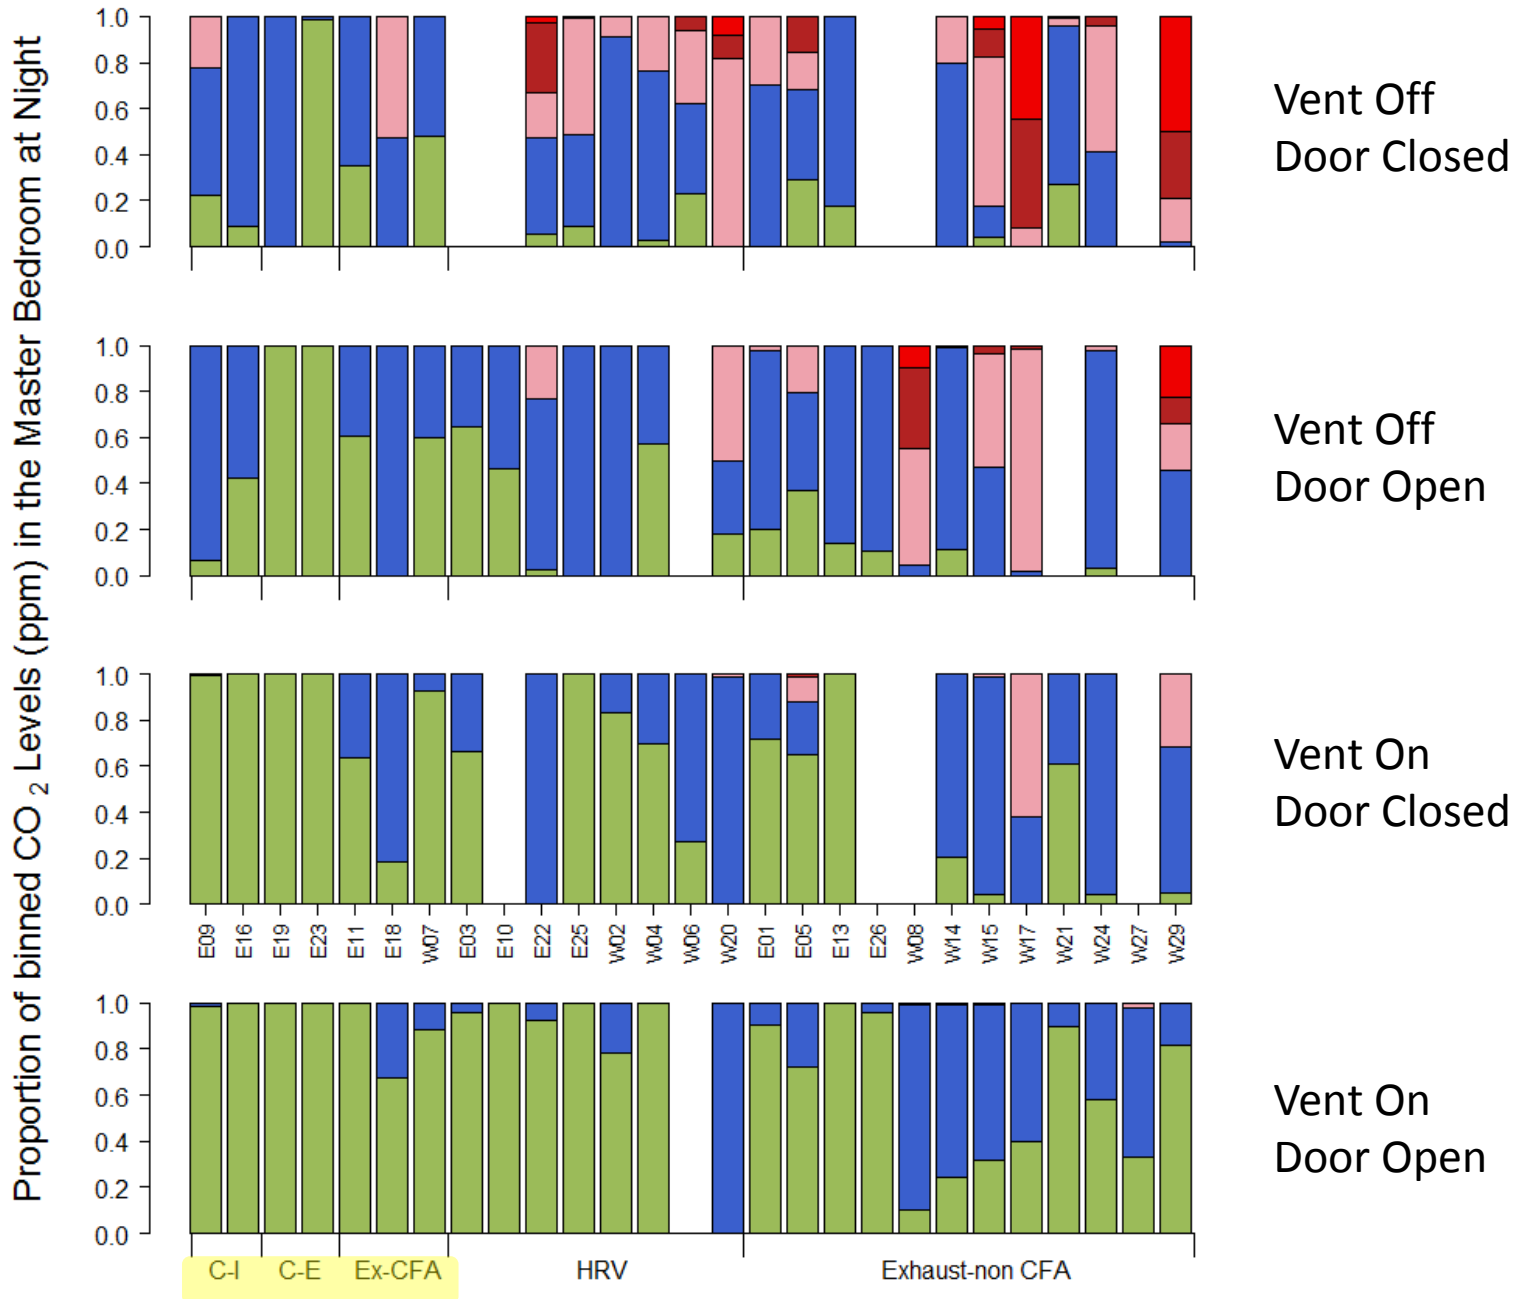 Proportion of binned CO 2 Levels (ppm) in the Master Bedroom at Night
1.0
0.8
0.6
0.4
0.2
0.0
Vent Off
Door Closed
1.0
0.8
0.6
0.4
0.2
0.0
Vent Off
Door Open
1.0
0.8
0.6
0.4
0.2
0.0
Vent On
Door Closed
E09 E16 E19 E23 E11 E18 W07 E03 E10 E22 E25 W02 W04 W06 W20 E01 E05 E13 E26 W08 W14 W15 W17 W21 W24 W27 W29
1.0
0.8
0.6
0.4
0.2
0.0
Vent On
Door Open
C-I C-E Ex-CFA HRV Exhaust-non CFA